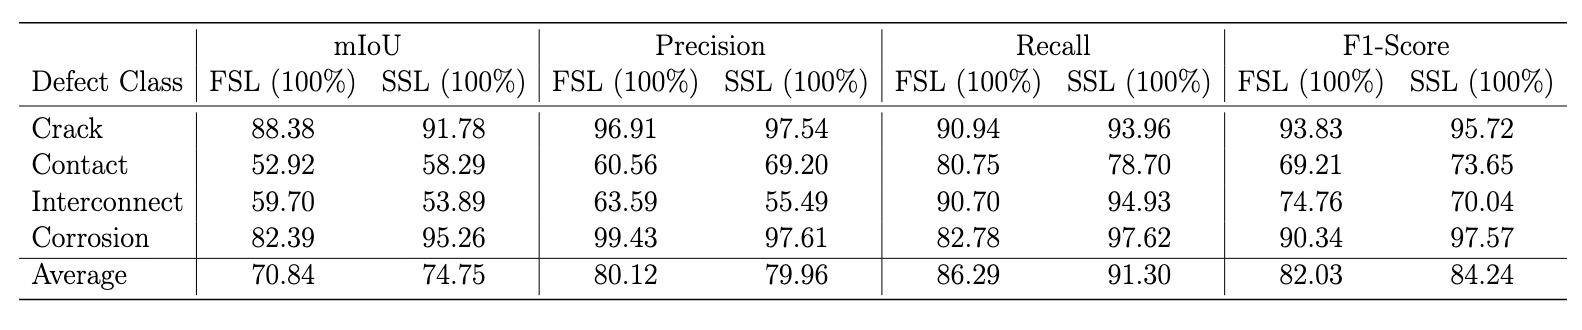 mIoU Precision Recall F1-Score
Defect Class FSL (100%) SSL (100%) FSL (100%) SSL (100%) FSL (100%) SSL (100%) FSL (100%) SSL (100%)
Crack 88.38 91.78 96.91 97.54 90.94 93.96 93.83 95.72
Contact 52.92 58.29 60.56 69.20 80.75 78.70 69.21 73.65
Interconnect 59.70 53.89 63.59 55.49 90.70 94.93 74.76 70.04
Corrosion 82.39 95.26 99.43 97.61 82.78 97.62 90.34 97.57
Average 70.84 74.75 80.12 79.96 86.29 91.30 82.03 84.24